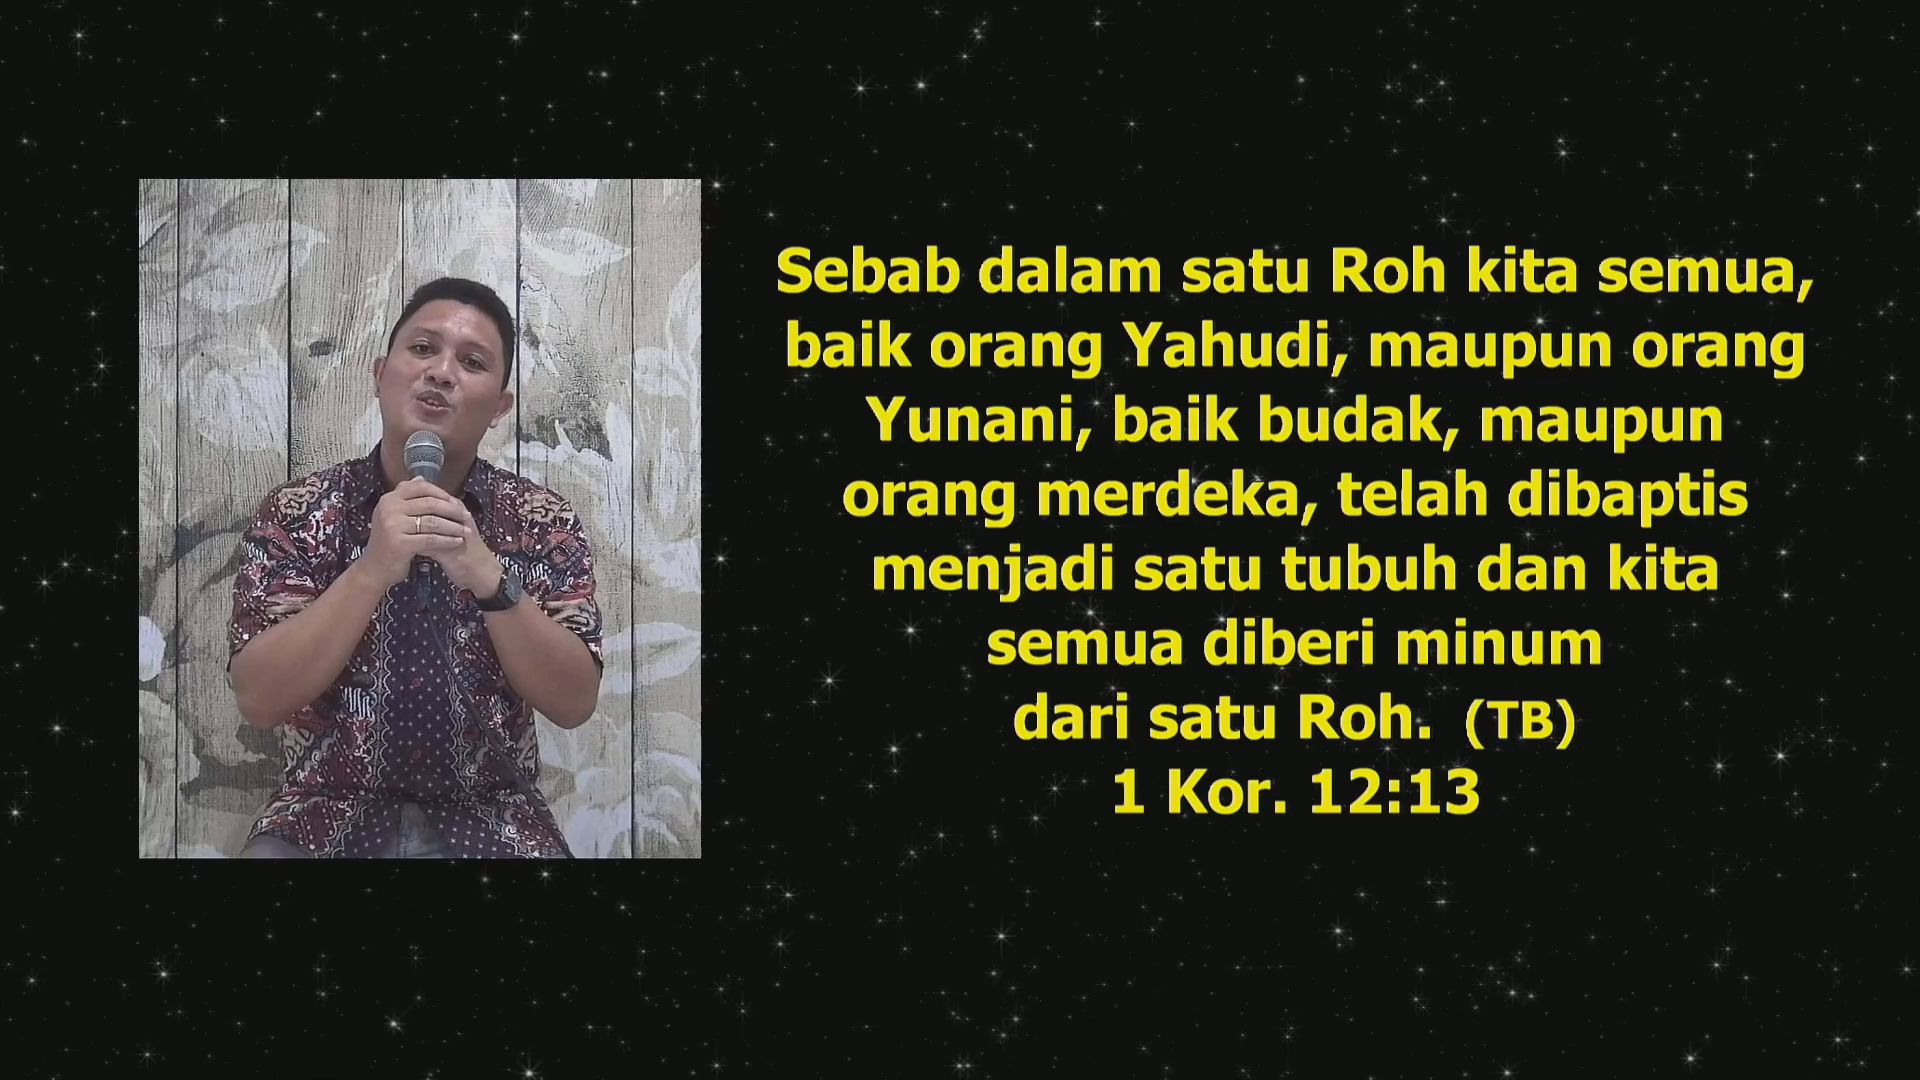 Sebab dalam satu Roh kita semua,
baik orang Yahudi, maupun orang
Yunani, baik budak, maupun
orang merdeka, telah dibaptis
menjadi satu tubuh dan kita
semua diberi minum
dari satu Roh. (TB)
1 Kor. 12:13